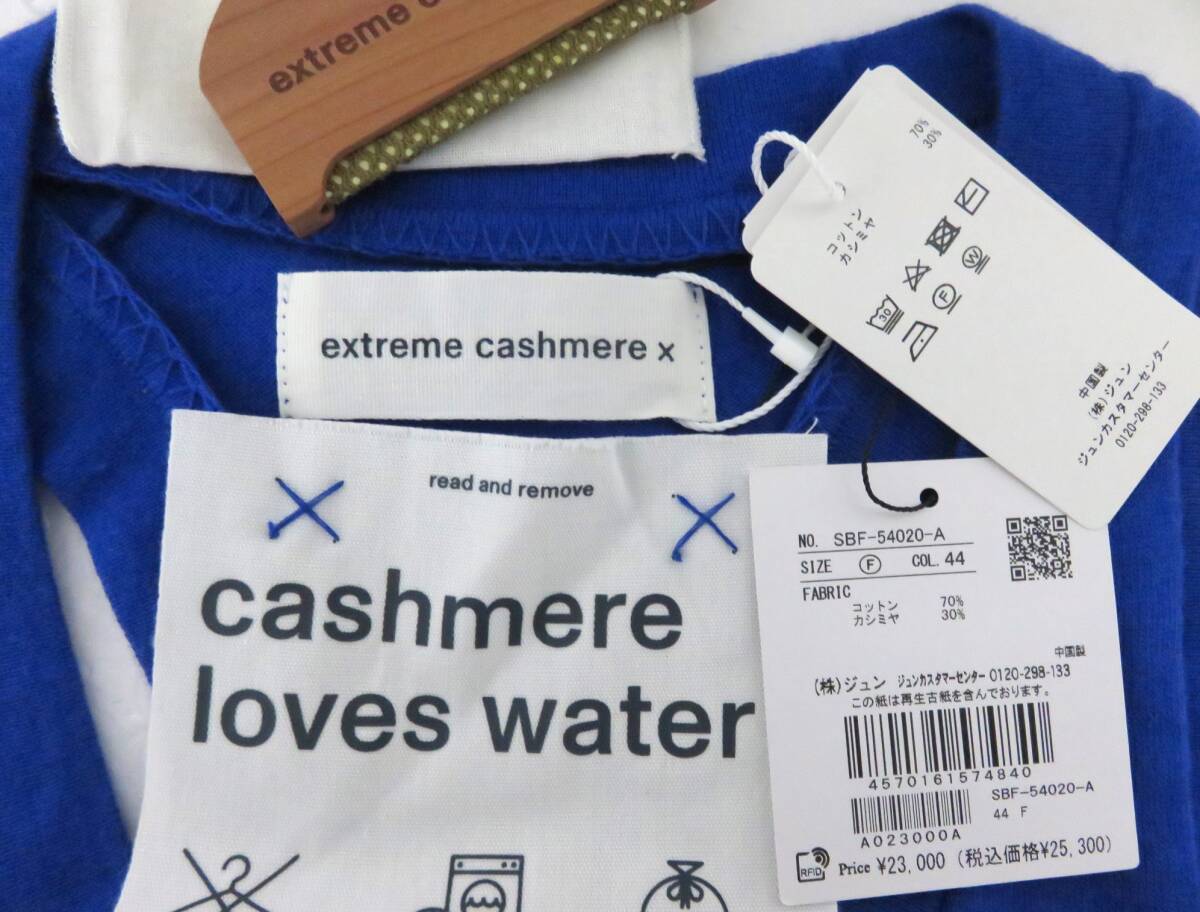 extreme c
extreme cashmere x
read and remove
cashmere
loves water
70%
30%
コットン
カシミヤ
30
F
W
中国製
(株)ジュン
ジュンカスタマーセンター
0120-298-133
NO. SBF-54020-A
SIZE F COL. 44
FABRIC
コットン 70%
カシミヤ 30%
中国製
(株)ジュン ジュンカスタマーセンター 0120-298-133
この紙は再生古紙を含んでおります。
4570161574840
SBF-54020-A
44 F
A023000A
RFID Price ¥23,000 (税込価格¥25,300)